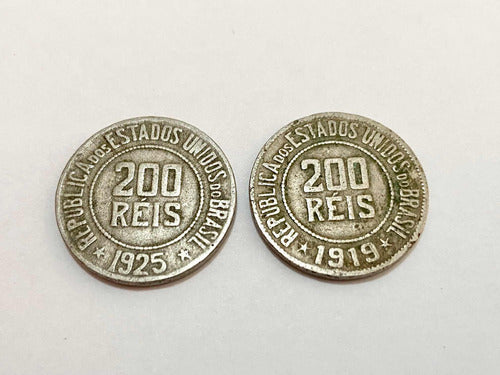 REPUBLICA DOS ESTADOS UNIDOS DO BRASIL
200
RÉIS
★ 1925 ★
REPUBLICA DOS ESTADOS UNIDOS DO BRASIL
200
RÉIS
★ 1919 ★